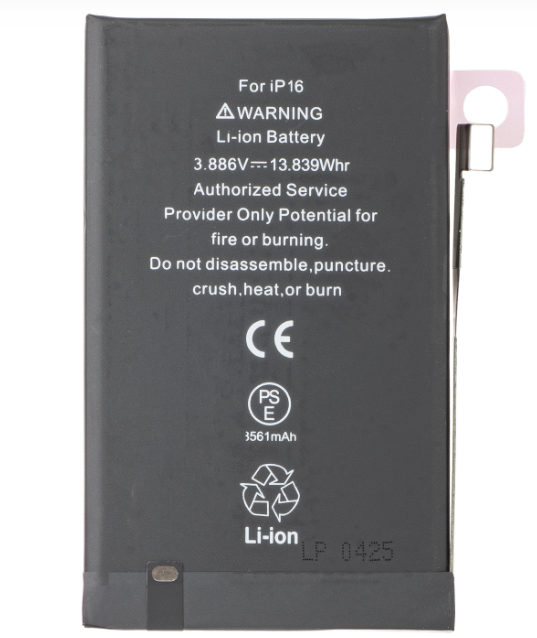 For iP16
⚠WARNING
Li-ion Battery
3.886V⎓13.839Whr
Authorized Service
Provider Only Potential for
fire or burning.
Do not disassemble,puncture.
crush,heat,or burn
CE
PS
E
3561mAh
Li-ion
LP 0425